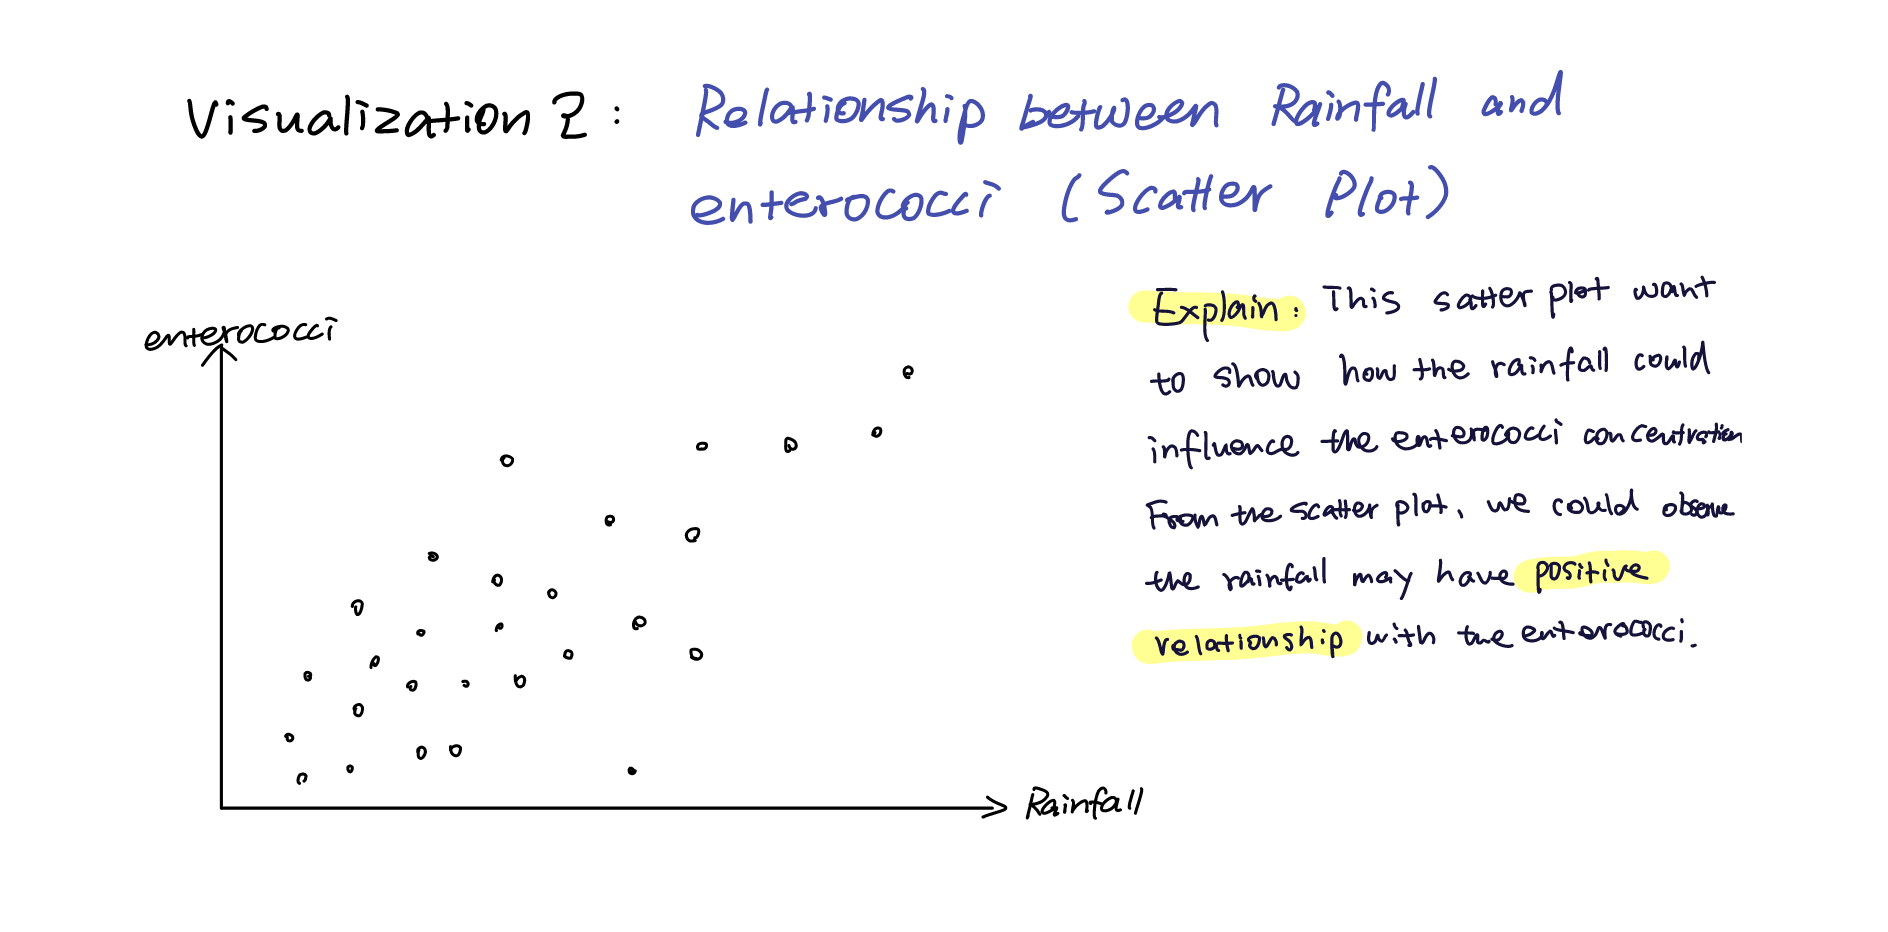 Visualization 2: Relationship between Rainfall and
enterococci (Scatter Plot)
enterococci
Explain: This satter plot want
to show how the rainfall could
influence the enterococci concentration
From the scatter plot, we could observe
the rainfall may have positive
relationship with the enterococci.
Rainfall